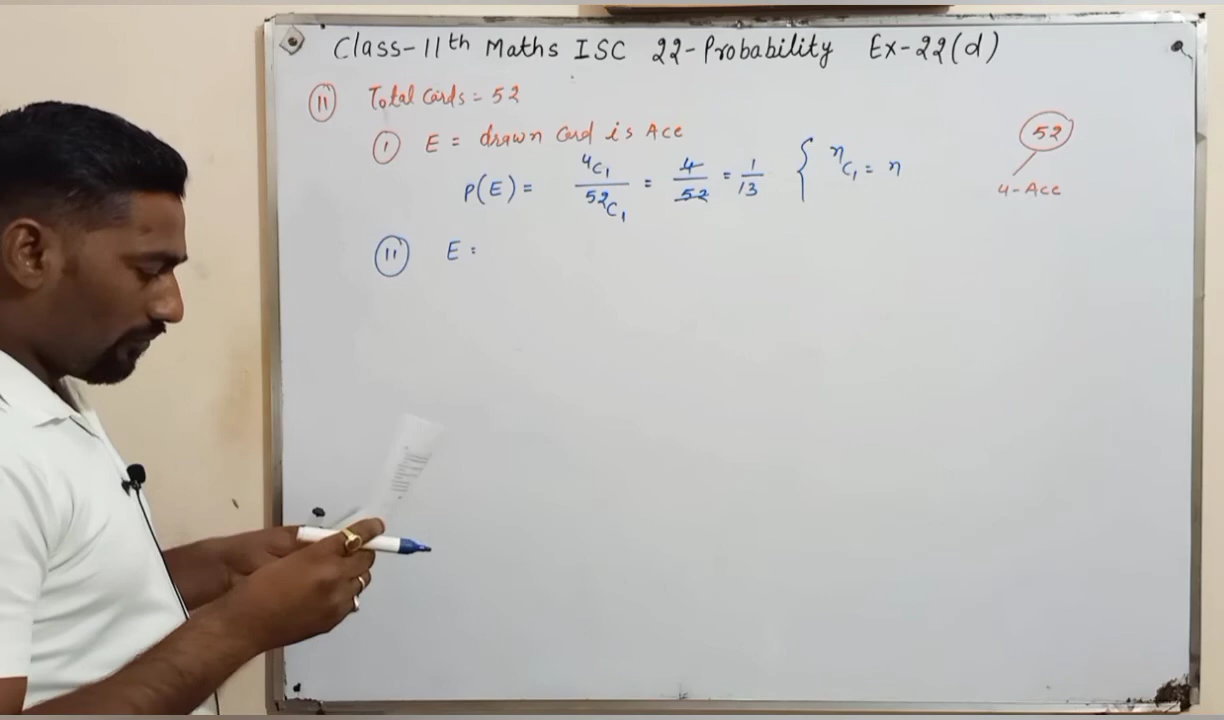 Class-11th Maths ISC 22-Probability Ex-22(d)
(11) Total Cards = 52
(1) E = drawn Card is Ace
P(E) = ⁴C₁/⁵²C₁ = 4/52 = 1/13 { ⁿC₁ = n
52
4-Ace
(11) E =